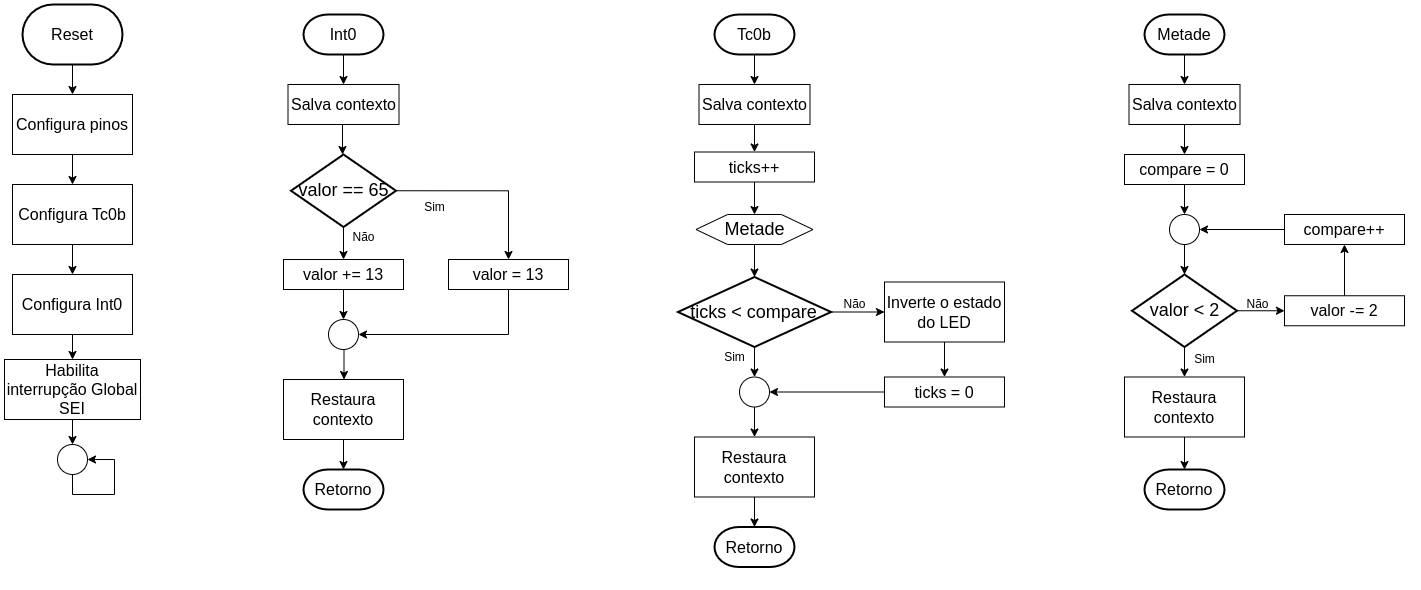 Reset
Configura pinos
Configura Tc0b
Configura Int0
Habilita
interrupção Global
SEI
Int0
Salva contexto
valor == 65
Sim
Não
valor += 13
valor = 13
Restaura
contexto
Retorno
Tc0b
Salva contexto
ticks++
Metade
ticks < compare
Não
Inverte o estado
do LED
Sim
ticks = 0
Restaura
contexto
Retorno
Metade
Salva contexto
compare = 0
compare++
valor < 2
Não
valor -= 2
Sim
Restaura
contexto
Retorno